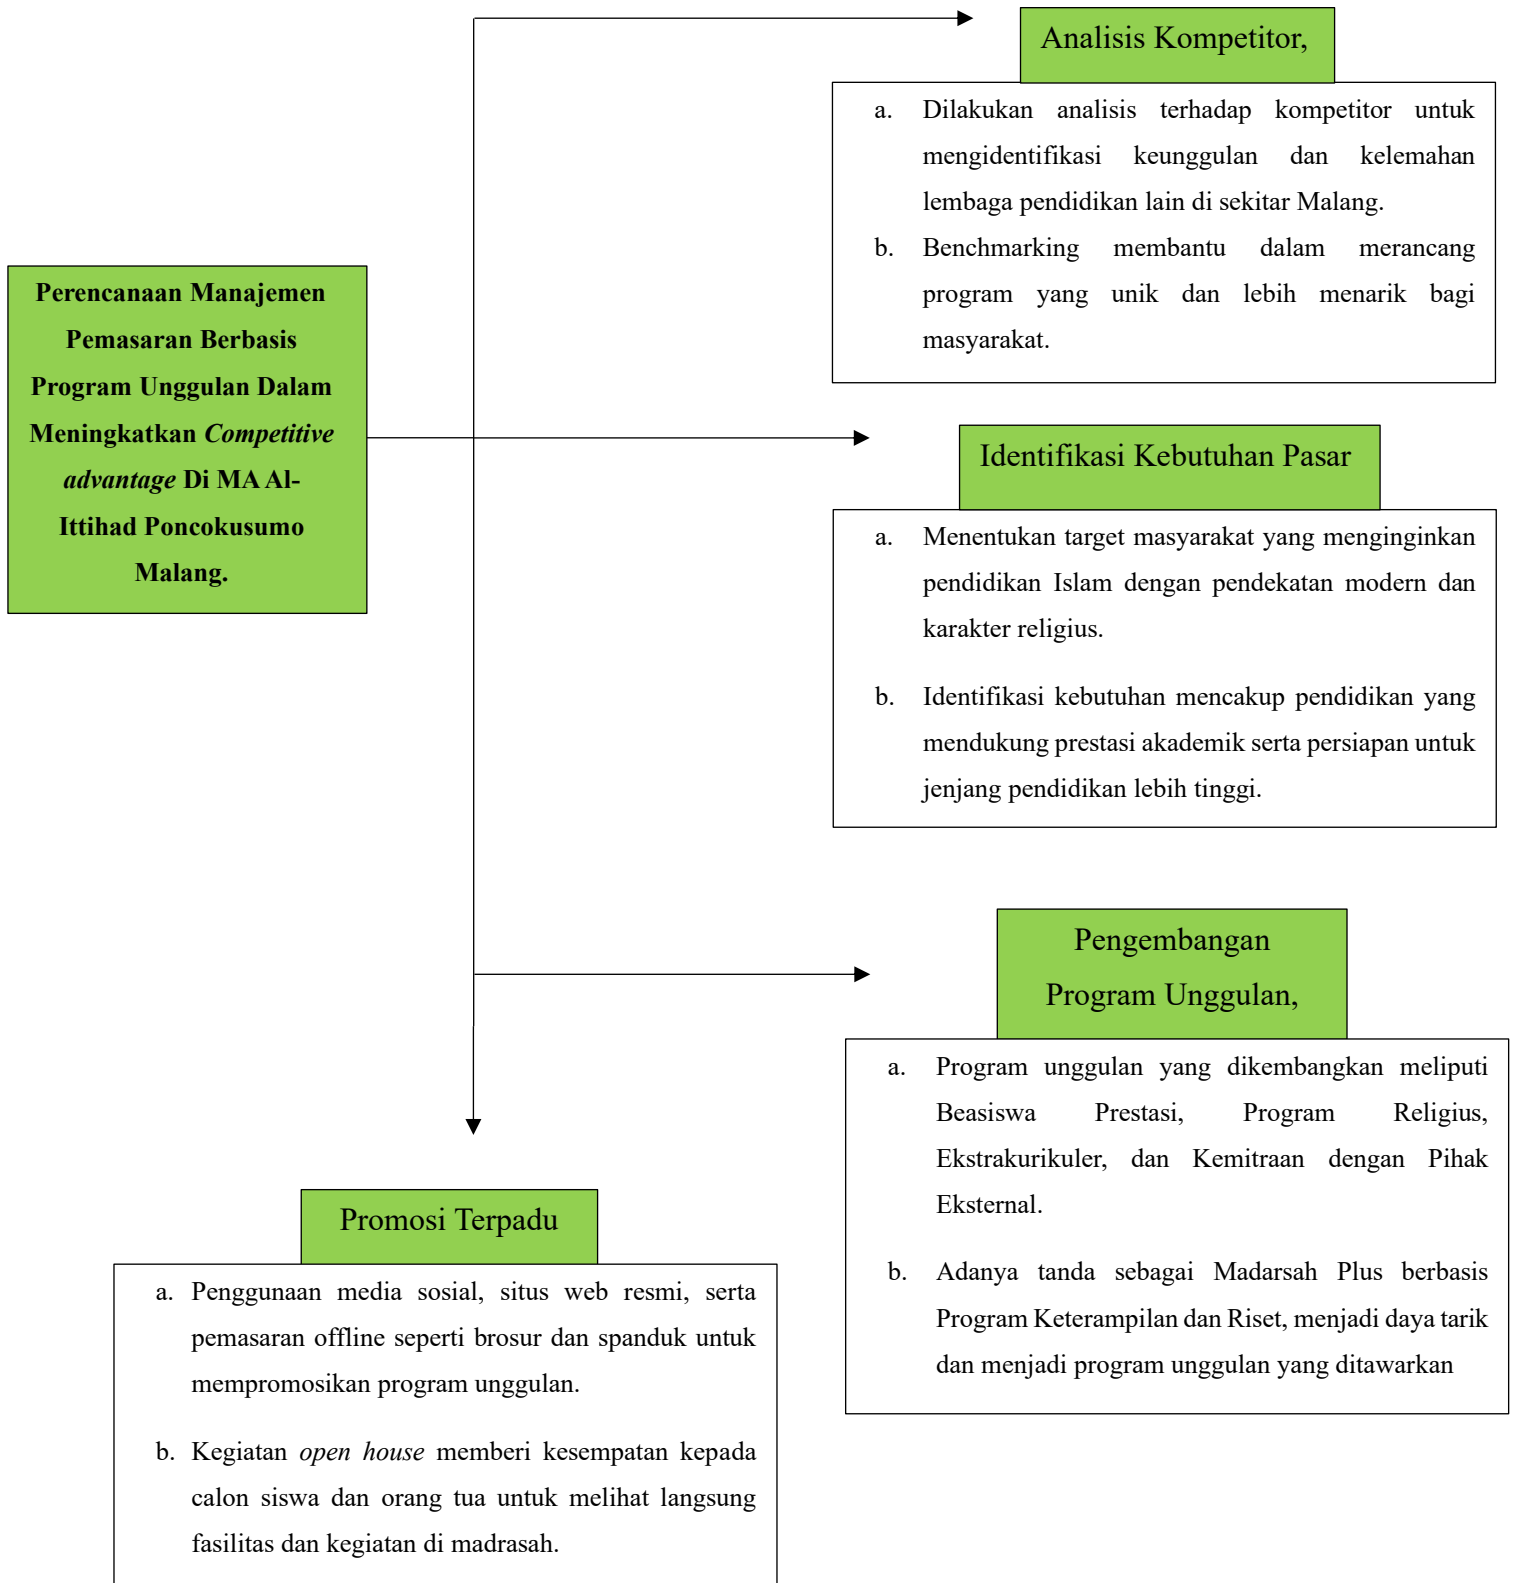 Analisis Kompetitor,
a. Dilakukan analisis terhadap kompetitor untuk
mengidentifikasi keunggulan dan kelemahan
lembaga pendidikan lain di sekitar Malang.
b. Benchmarking membantu dalam merancang
program yang unik dan lebih menarik bagi
masyarakat.
Perencanaan Manajemen
Pemasaran Berbasis
Program Unggulan Dalam
Meningkatkan Competitive
advantage Di MA Al-
Ittihad Poncokusumo
Malang.
Identifikasi Kebutuhan Pasar
a. Menentukan target masyarakat yang menginginkan
pendidikan Islam dengan pendekatan modern dan
karakter religius.
b. Identifikasi kebutuhan mencakup pendidikan yang
mendukung prestasi akademik serta persiapan untuk
jenjang pendidikan lebih tinggi.
Pengembangan
Program Unggulan,
a. Program unggulan yang dikembangkan meliputi
Beasiswa Prestasi, Program Religius,
Ekstrakurikuler, dan Kemitraan dengan Pihak
Eksternal.
b. Adanya tanda sebagai Madarsah Plus berbasis
Program Keterampilan dan Riset, menjadi daya tarik
dan menjadi program unggulan yang ditawarkan
Promosi Terpadu
a. Penggunaan media sosial, situs web resmi, serta
pemasaran offline seperti brosur dan spanduk untuk
mempromosikan program unggulan.
b. Kegiatan open house memberi kesempatan kepada
calon siswa dan orang tua untuk melihat langsung
fasilitas dan kegiatan di madrasah.